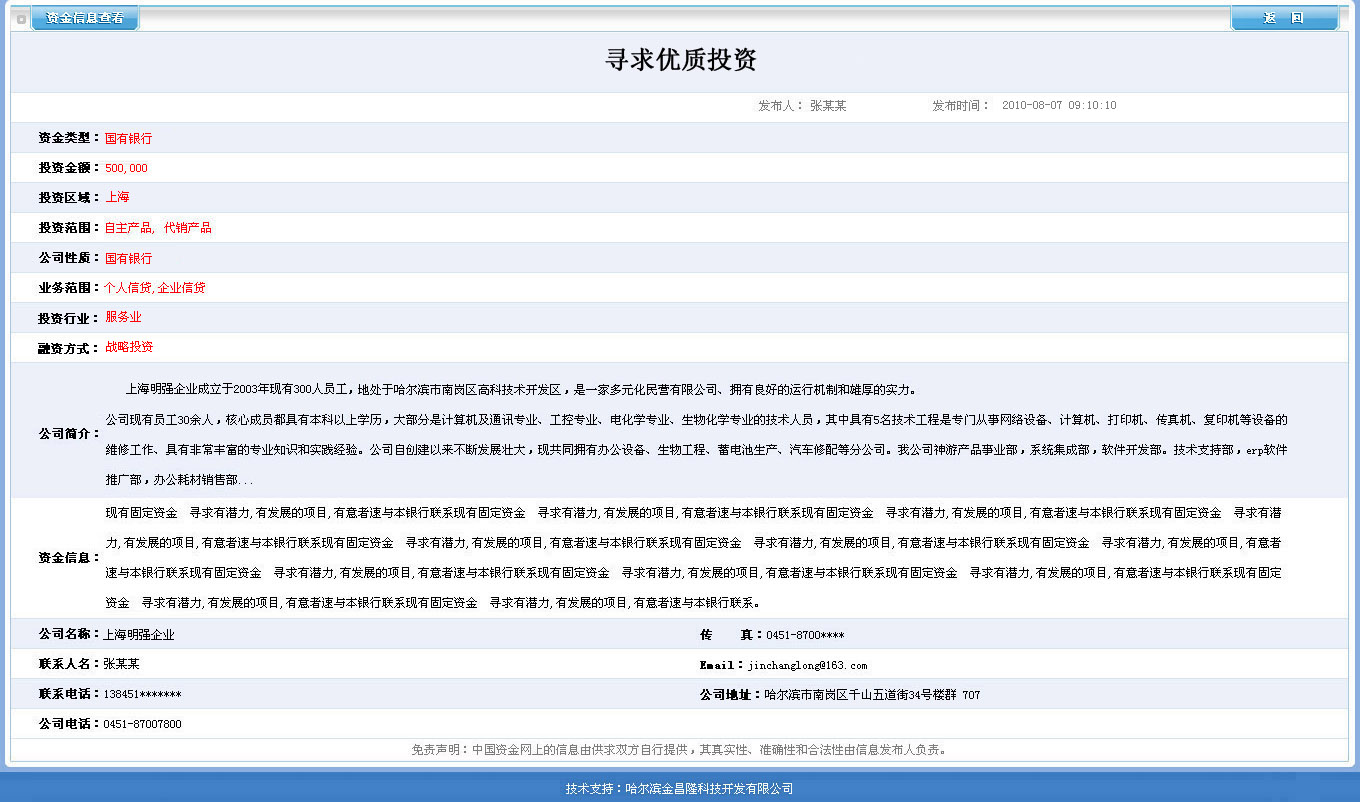 资金信息查看
返 回
寻求优质投资
发布人： 张某某 发布时间： 2010-08-07 09:10:10
资金类型：国有银行
投资金额：500,000
投资区域：上海
投资范围：自主产品, 代销产品
公司性质：国有银行
业务范围：个人信贷,企业信贷
投资行业：服务业
融资方式：战略投资
上海明强企业成立于2003年现有300人员工，地处于哈尔滨市南岗区高科技术开发区，是一家多元化民营有限公司、拥有良好的运行机制和雄厚的实力。
公司现有员工30余人，核心成员都具有本科以上学历，大部分是计算机及通讯专业、工控专业、电化学专业、生物化学专业的技术人员，其中具有5名技术工程是专门从事网络设备、计算机、打印机、传真机、复印机等设备的
公司简介：
维修工作、具有非常丰富的专业知识和实践经验。公司自创建以来不断发展壮大，现共同拥有办公设备、生物工程、蓄电池生产、汽车修配等分公司。我公司神游产品事业部，系统集成部，软件开发部。技术支持部，erp软件
推广部，办公耗材销售部...
现有固定资金 寻求有潜力,有发展的项目,有意者速与本银行联系现有固定资金 寻求有潜力,有发展的项目,有意者速与本银行联系现有固定资金 寻求有潜力,有发展的项目,有意者速与本银行联系现有固定资金 寻求有潜
力,有发展的项目,有意者速与本银行联系现有固定资金 寻求有潜力,有发展的项目,有意者速与本银行联系现有固定资金 寻求有潜力,有发展的项目,有意者速与本银行联系现有固定资金 寻求有潜力,有发展的项目,有意者
资金信息：
速与本银行联系现有固定资金 寻求有潜力,有发展的项目,有意者速与本银行联系现有固定资金 寻求有潜力,有发展的项目,有意者速与本银行联系现有固定资金 寻求有潜力,有发展的项目,有意者速与本银行联系现有固定
资金 寻求有潜力,有发展的项目,有意者速与本银行联系现有固定资金 寻求有潜力,有发展的项目,有意者速与本银行联系。
公司名称：上海明强企业 传 真：0451-8700****
联系人名：张某某 Email：jinchanglong@163.com
联系电话：138451******* 公司地址：哈尔滨市南岗区千山五道街34号楼群 707
公司电话：0451-87007800
免责声明：中国资金网上的信息由供求双方自行提供，其真实性、准确性和合法性由信息发布人负责。
技术支持：哈尔滨金昌隆科技开发有限公司